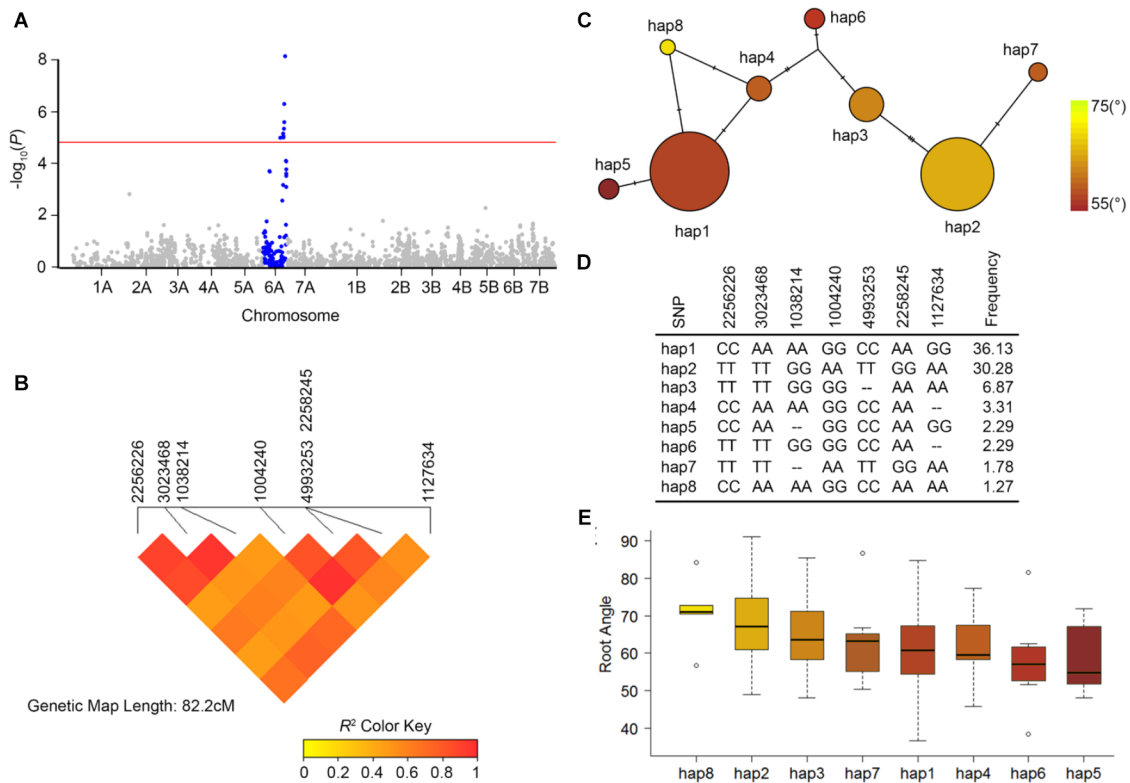 A
8
6
4
2
0
-log10(P)
1A 2A 3A 4A 5A 6A 7A 1B 2B 3B 4B 5B 6B 7B
Chromosome
B
2256226
3023468
1038214
1004240
4993253
2258245
1127634
Genetic Map Length: 82.2cM
R² Color Key
0 0.2 0.4 0.6 0.8 1
C
hap8
hap6
hap4
hap7
hap3
hap5
hap1
hap2
75(°)
55(°)
D
SNP 2256226 3023468 1038214 1004240 4993253 2258245 1127634 Frequency
hap1 CC AA AA GG CC AA GG 36.13
hap2 TT TT GG AA TT GG AA 30.28
hap3 TT TT GG GG -- AA AA 6.87
hap4 CC AA AA GG CC AA -- 3.31
hap5 CC AA -- GG CC AA GG 2.29
hap6 TT TT GG GG CC AA -- 2.29
hap7 TT TT -- AA TT GG AA 1.78
hap8 CC AA AA GG CC AA AA 1.27
E
90
80
70
60
50
40
Root Angle
hap8 hap2 hap3 hap7 hap1 hap4 hap6 hap5